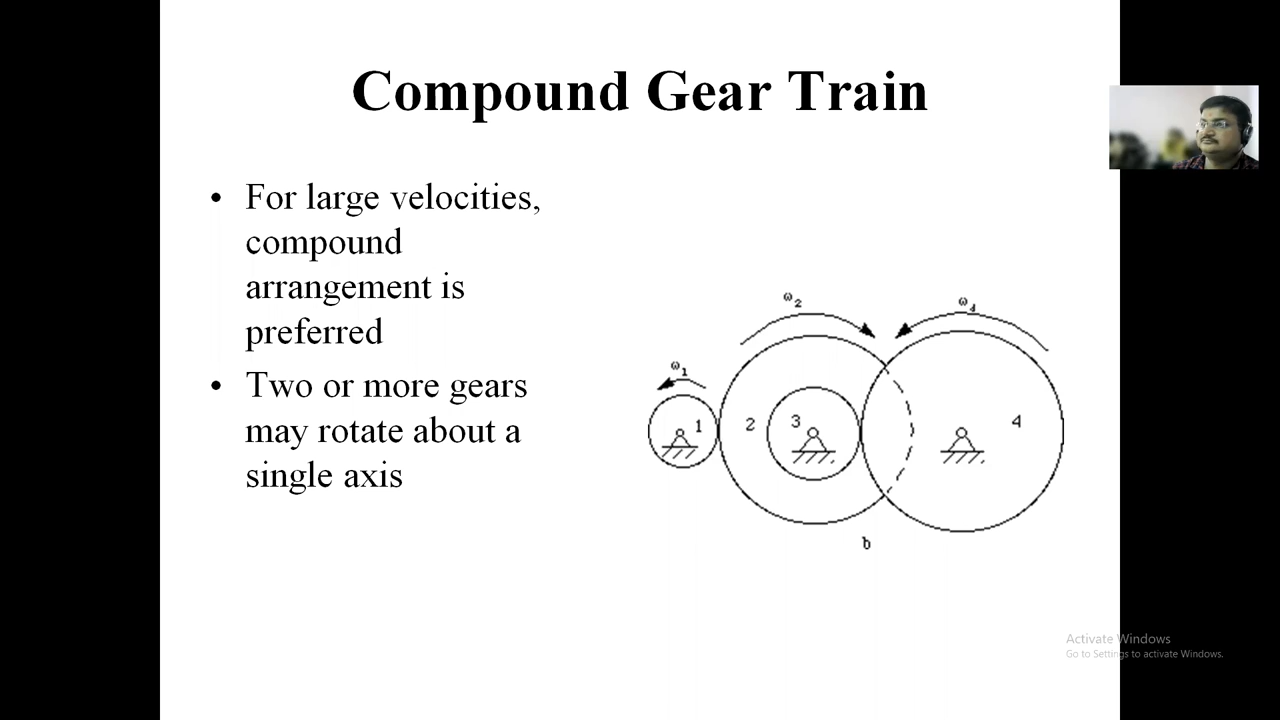 Compound Gear Train
• For large velocities,
compound
arrangement is
preferred
• Two or more gears
may rotate about a
single axis
ω2
ω4
ω1
1
2
3
4
b
Activate Windows
Go to Settings to activate Windows.